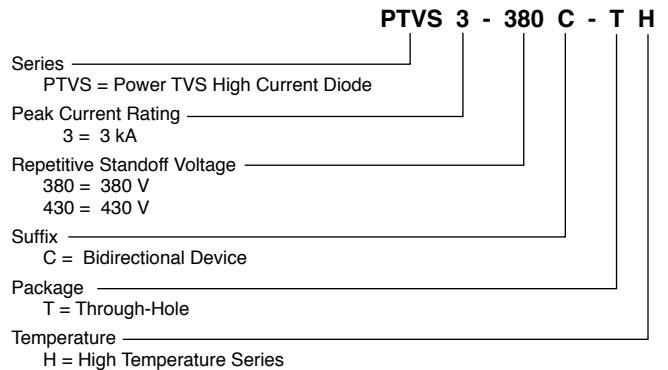 PTVS 3 - 380 C - T H
Series
PTVS = Power TVS High Current Diode
Peak Current Rating
3 = 3 kA
Repetitive Standoff Voltage
380 = 380 V
430 = 430 V
Suffix
C = Bidirectional Device
Package
T = Through-Hole
Temperature
H = High Temperature Series